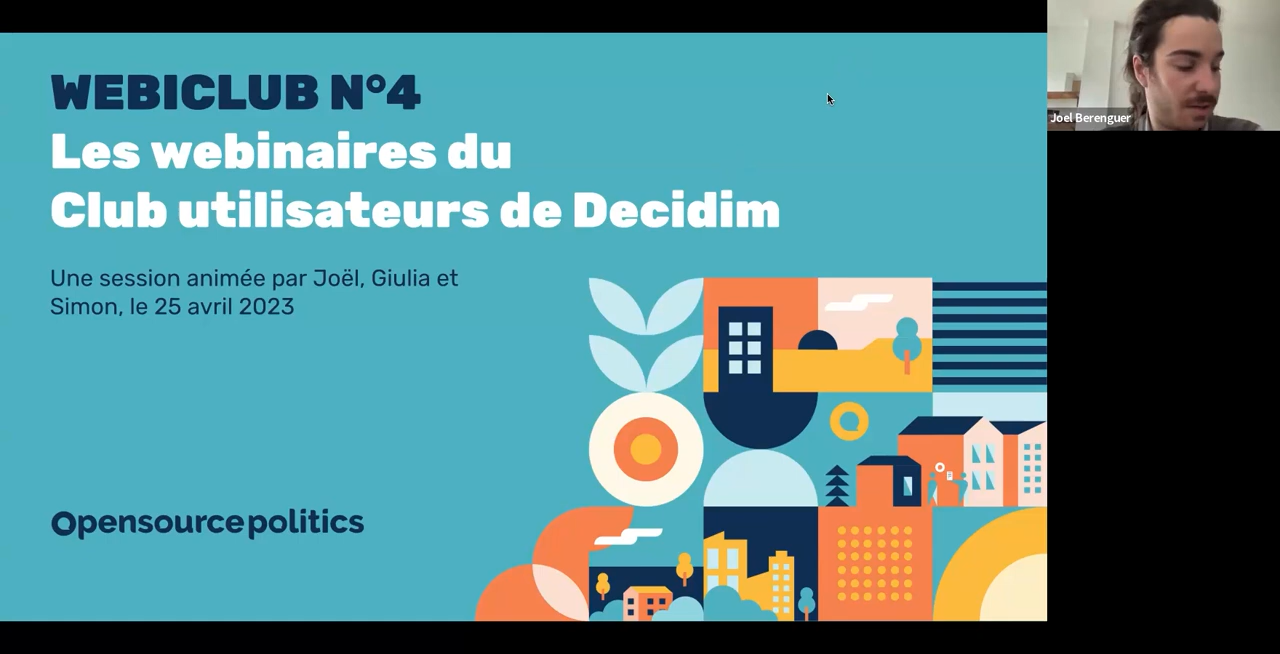 WEBICLUB N°4
Les webinaires du
Club utilisateurs de Decidim
Une session animée par Joël, Giulia et
Simon, le 25 avril 2023
Opensourcepolitics
Joel Berenguer